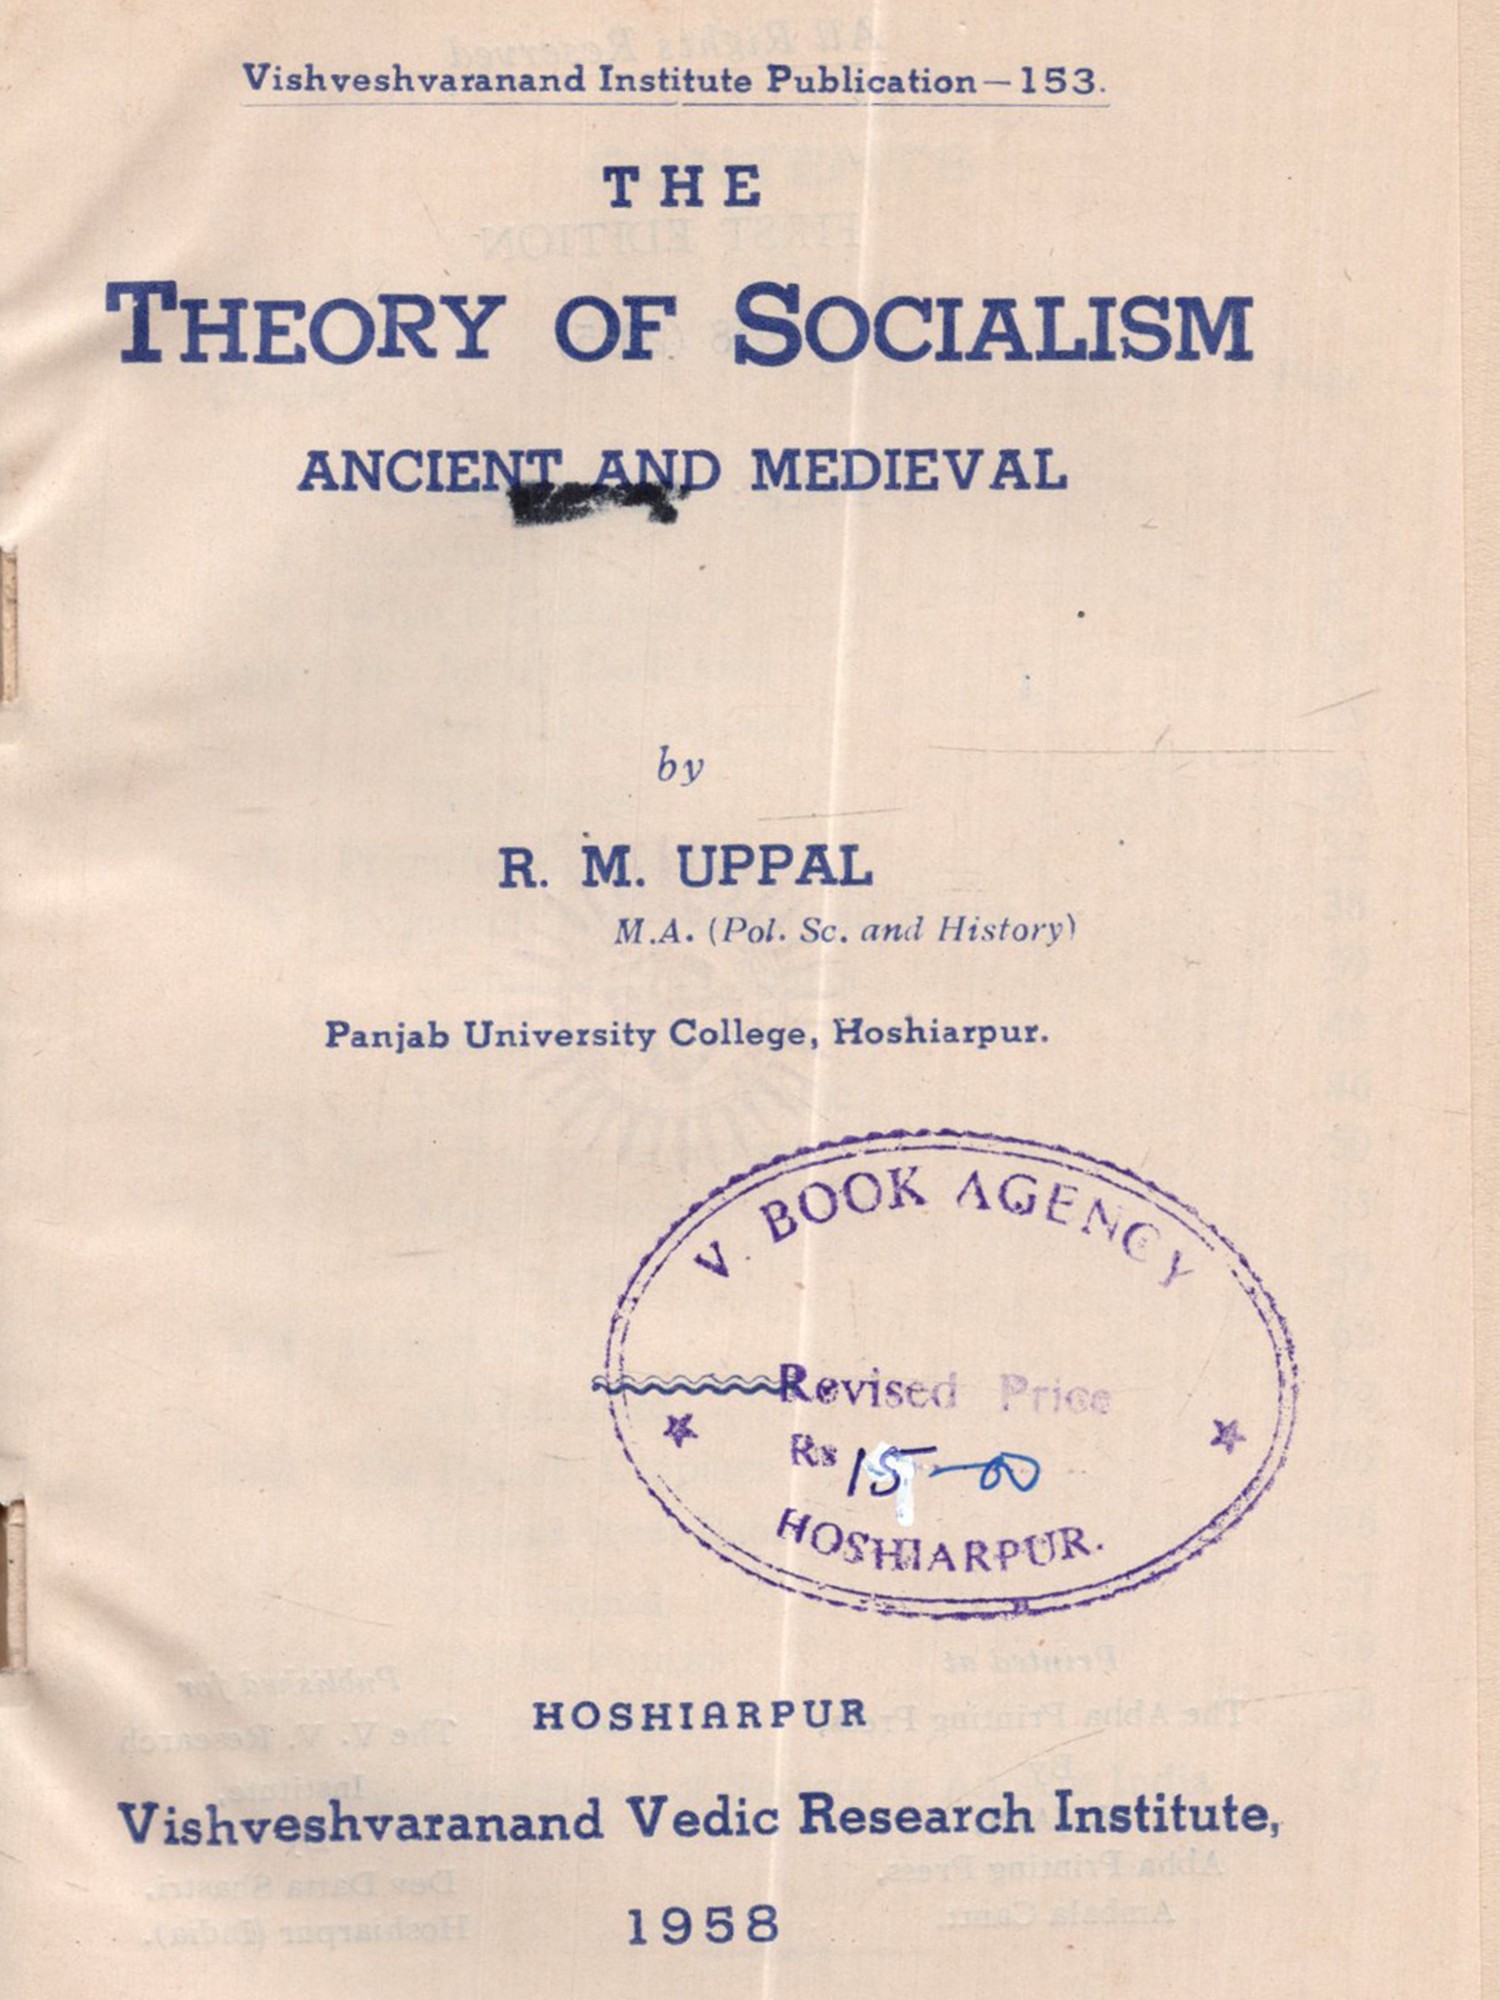 Vishveshvaranand Institute Publication—153.
THE
THEORY OF SOCIALISM
ANCIENT AND MEDIEVAL
by
R. M. UPPAL
M.A. (Pol. Sc. and History)
Panjab University College, Hoshiarpur.
V. BOOK AGENCY
Revised Price
Rs 15-00
HOSHIARPUR.
HOSHIARPUR
Vishveshvaranand Vedic Research Institute,
1958